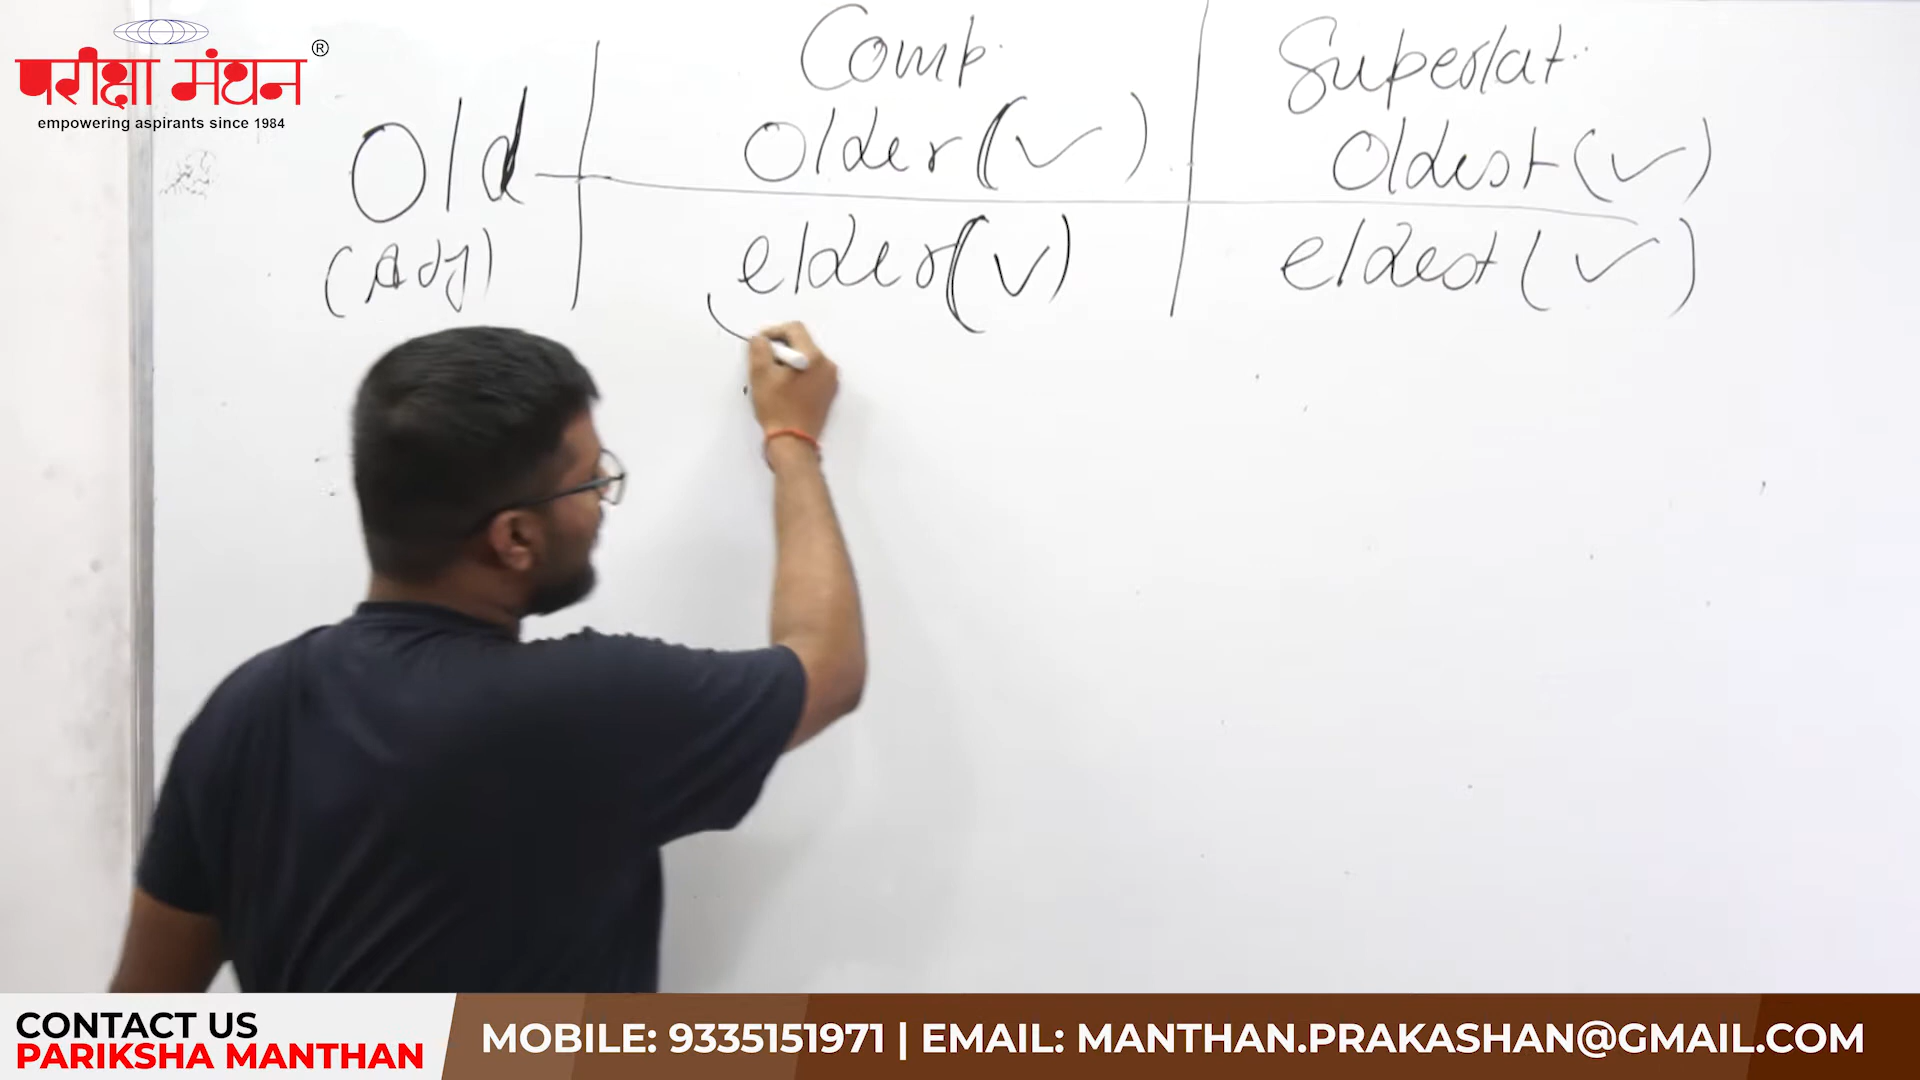 परीक्षा मंथन ®
empowering aspirants since 1984
Comp. Superlat.
Old older (✓) oldest (✓)
(Adj) elder (✓) eldest (✓)
CONTACT US
PARIKSHA MANTHAN
MOBILE: 9335151971 | EMAIL: MANTHAN.PRAKASHAN@GMAIL.COM